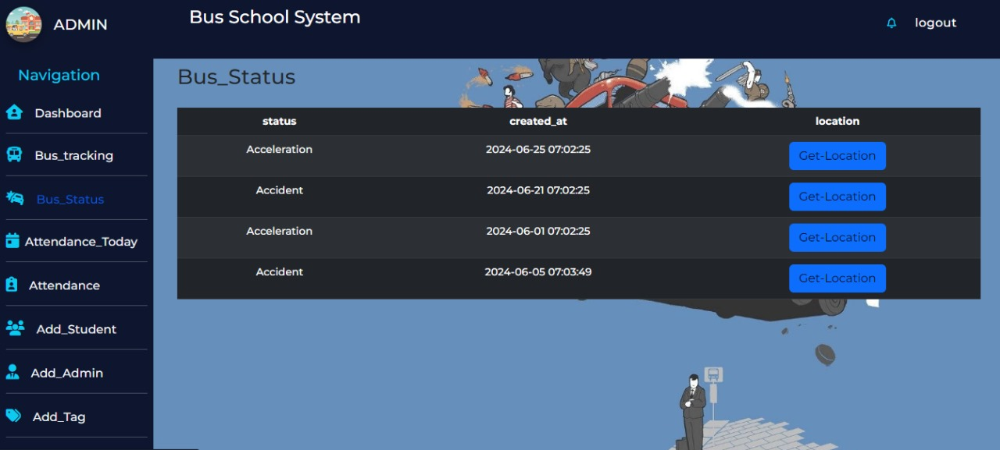 ADMIN
Bus School System
logout
Navigation
Dashboard
Bus_tracking
Bus_Status
Attendance_Today
Attendance
Add_Student
Add_Admin
Add_Tag
Bus_Status
status created_at location
Acceleration 2024-06-25 07:02:25 Get-Location
Accident 2024-06-21 07:02:25 Get-Location
Acceleration 2024-06-01 07:02:25 Get-Location
Accident 2024-06-05 07:03:49 Get-Location